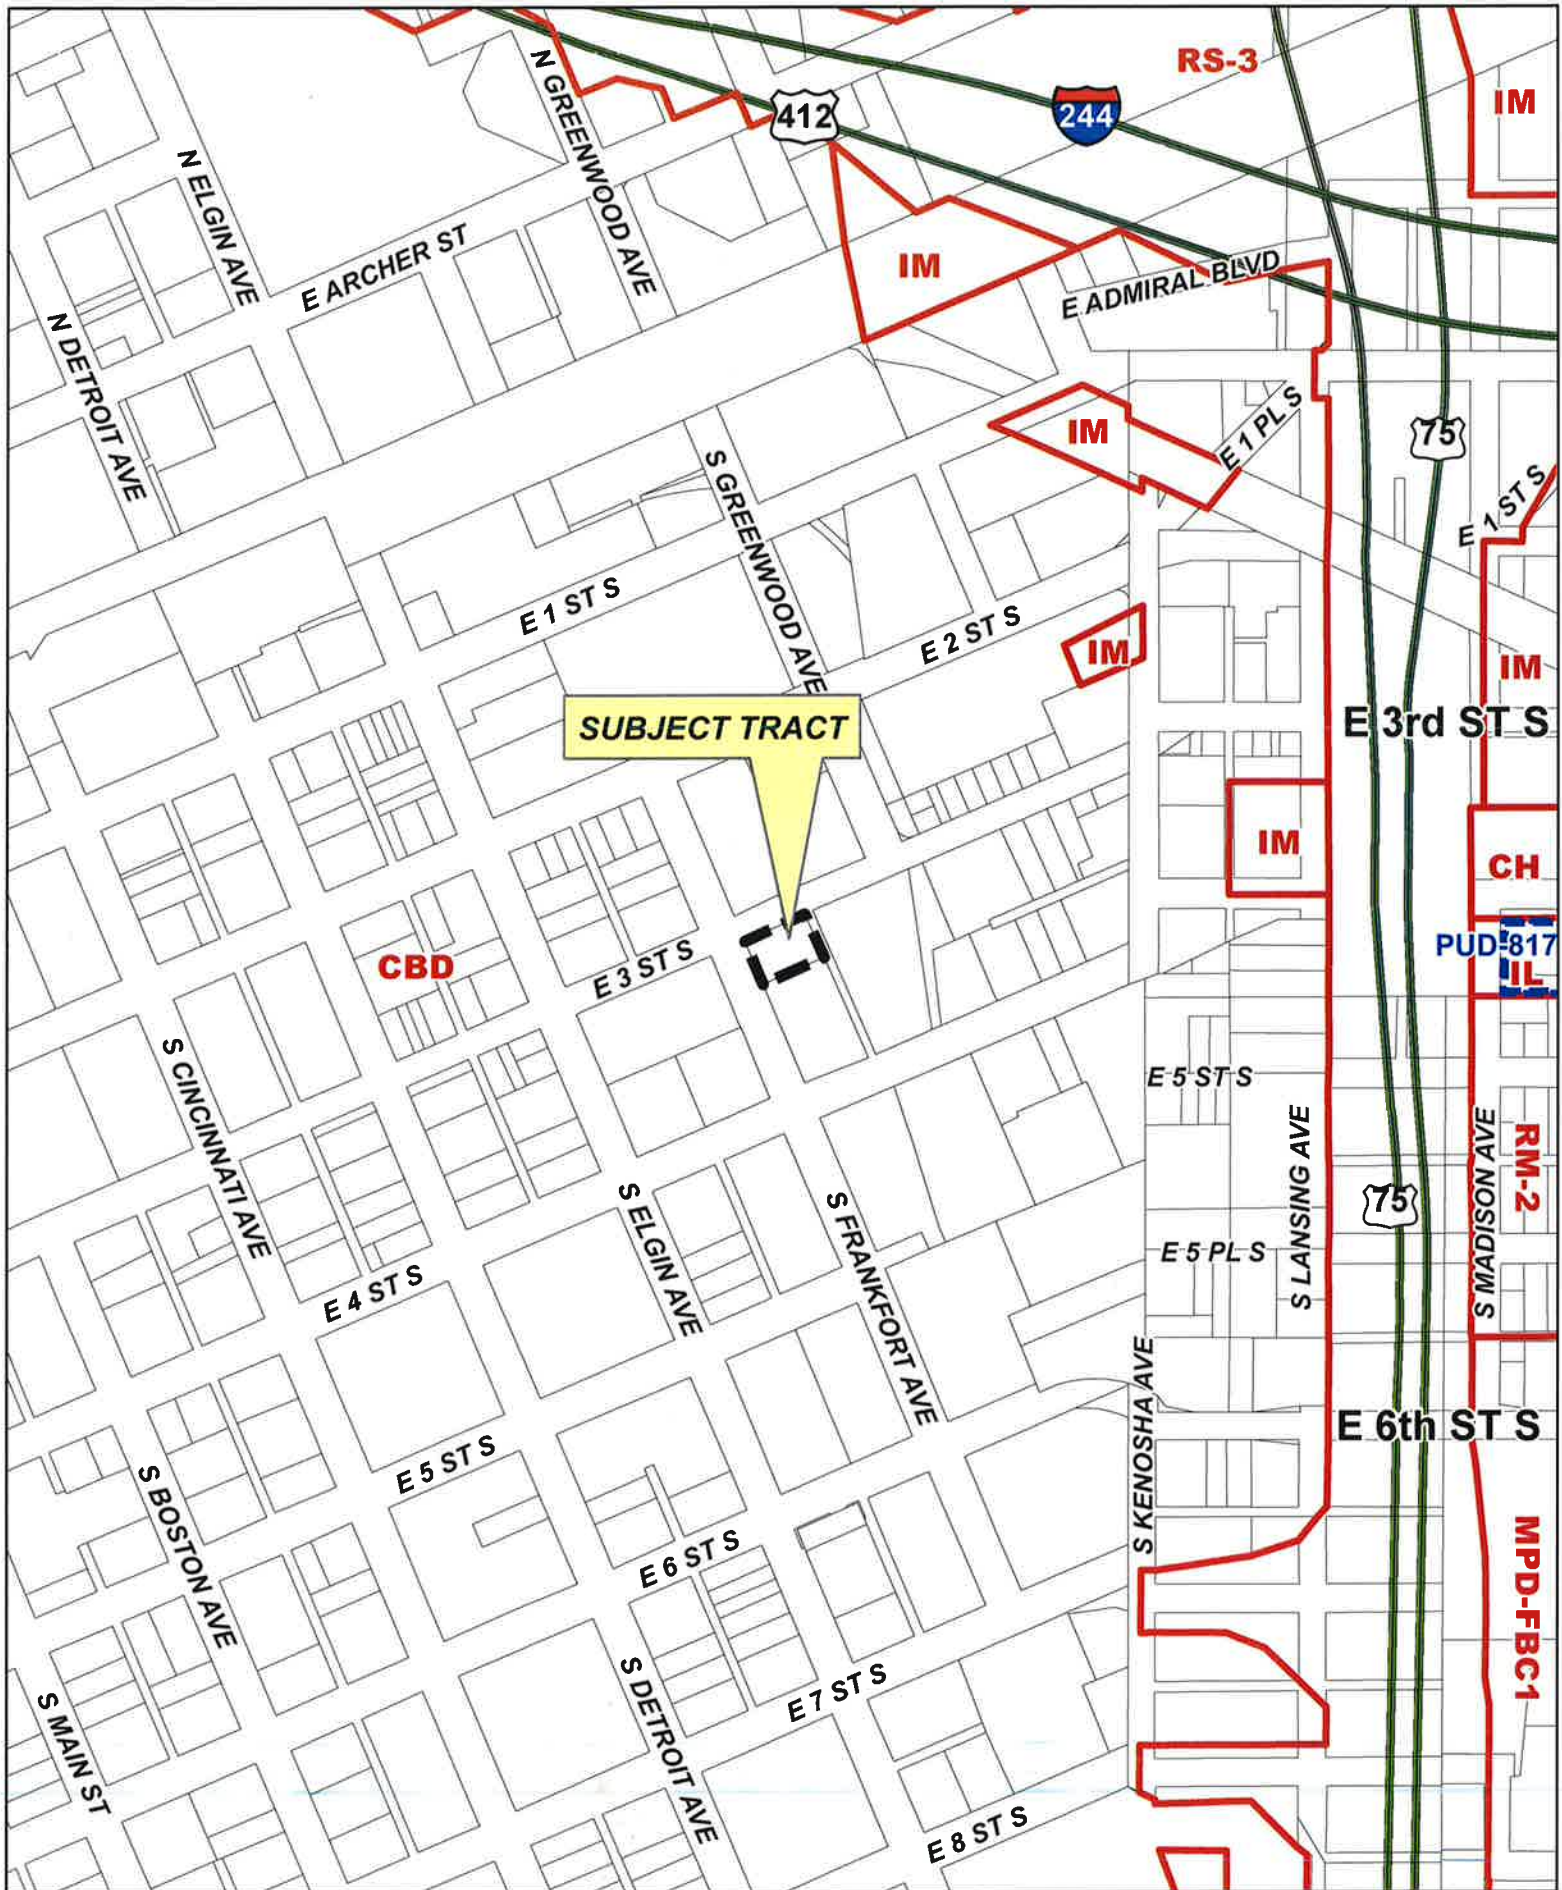 RS-3
IM
412
244
N GREENWOOD AVE
N ELGIN AVE
E ARCHER ST
IM
E ADMIRAL BLVD
N DETROIT AVE
IM
E 1 PL S
75
S GREENWOOD AVE
E 1 ST S
E 1 ST S
E 2 ST S
IM
IM
E 3rd ST S
SUBJECT TRACT
IM
CH
CBD
E 3 ST S
PUD-817
IL
S CINCINNATI AVE
E 5 ST S
S LANSING AVE
S MADISON AVE
RM-2
S ELGIN AVE
S FRANKFORT AVE
75
E 5 PL S
E 4 ST S
S KENOSHA AVE
E 6th ST S
E 5 ST S
S BOSTON AVE
E 6 ST S
MPD-FBC1
S DETROIT AVE
E 7 ST S
S MAIN ST
E 8 ST S